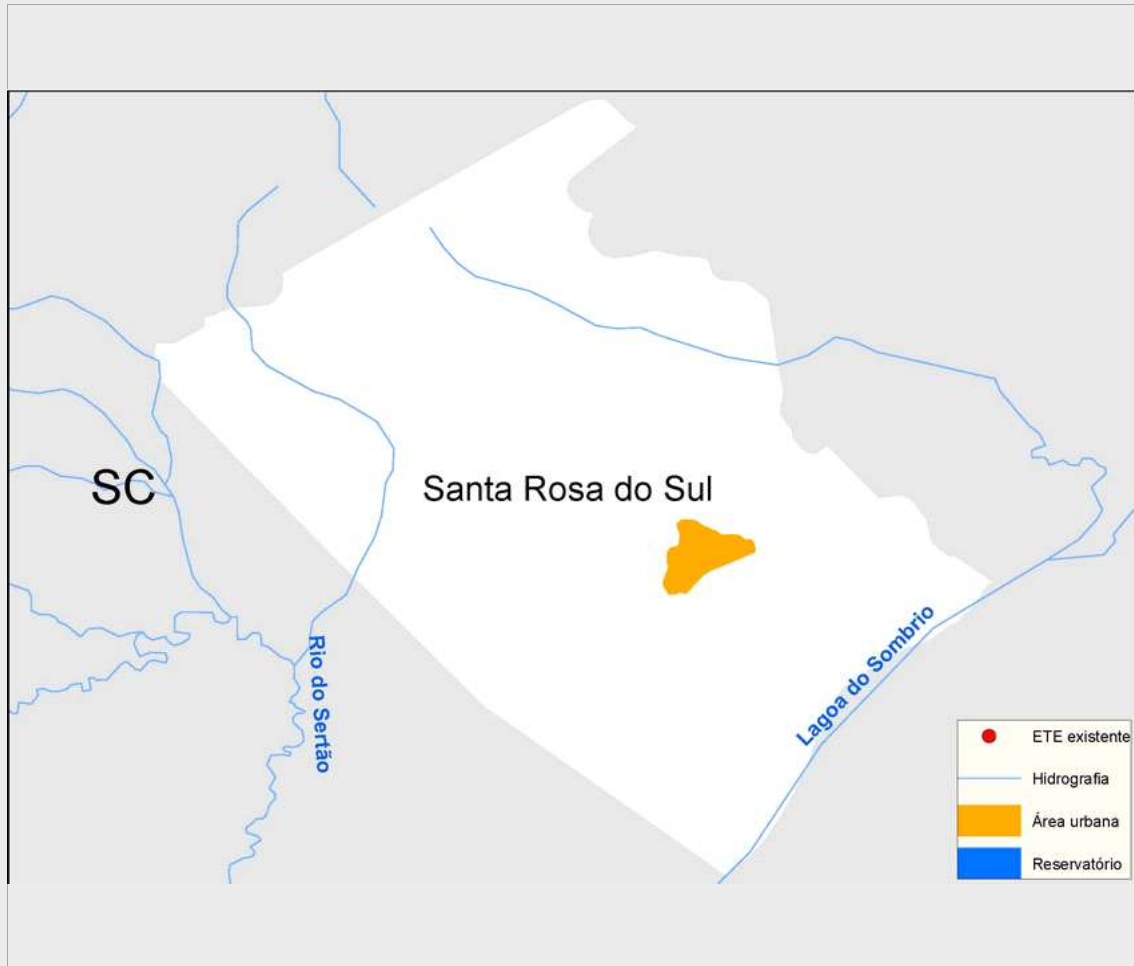 SC
Santa Rosa do Sul
Rio do Sertão
Lagoa do Sombrio
ETE existente
Hidrografia
Área urbana
Reservatório